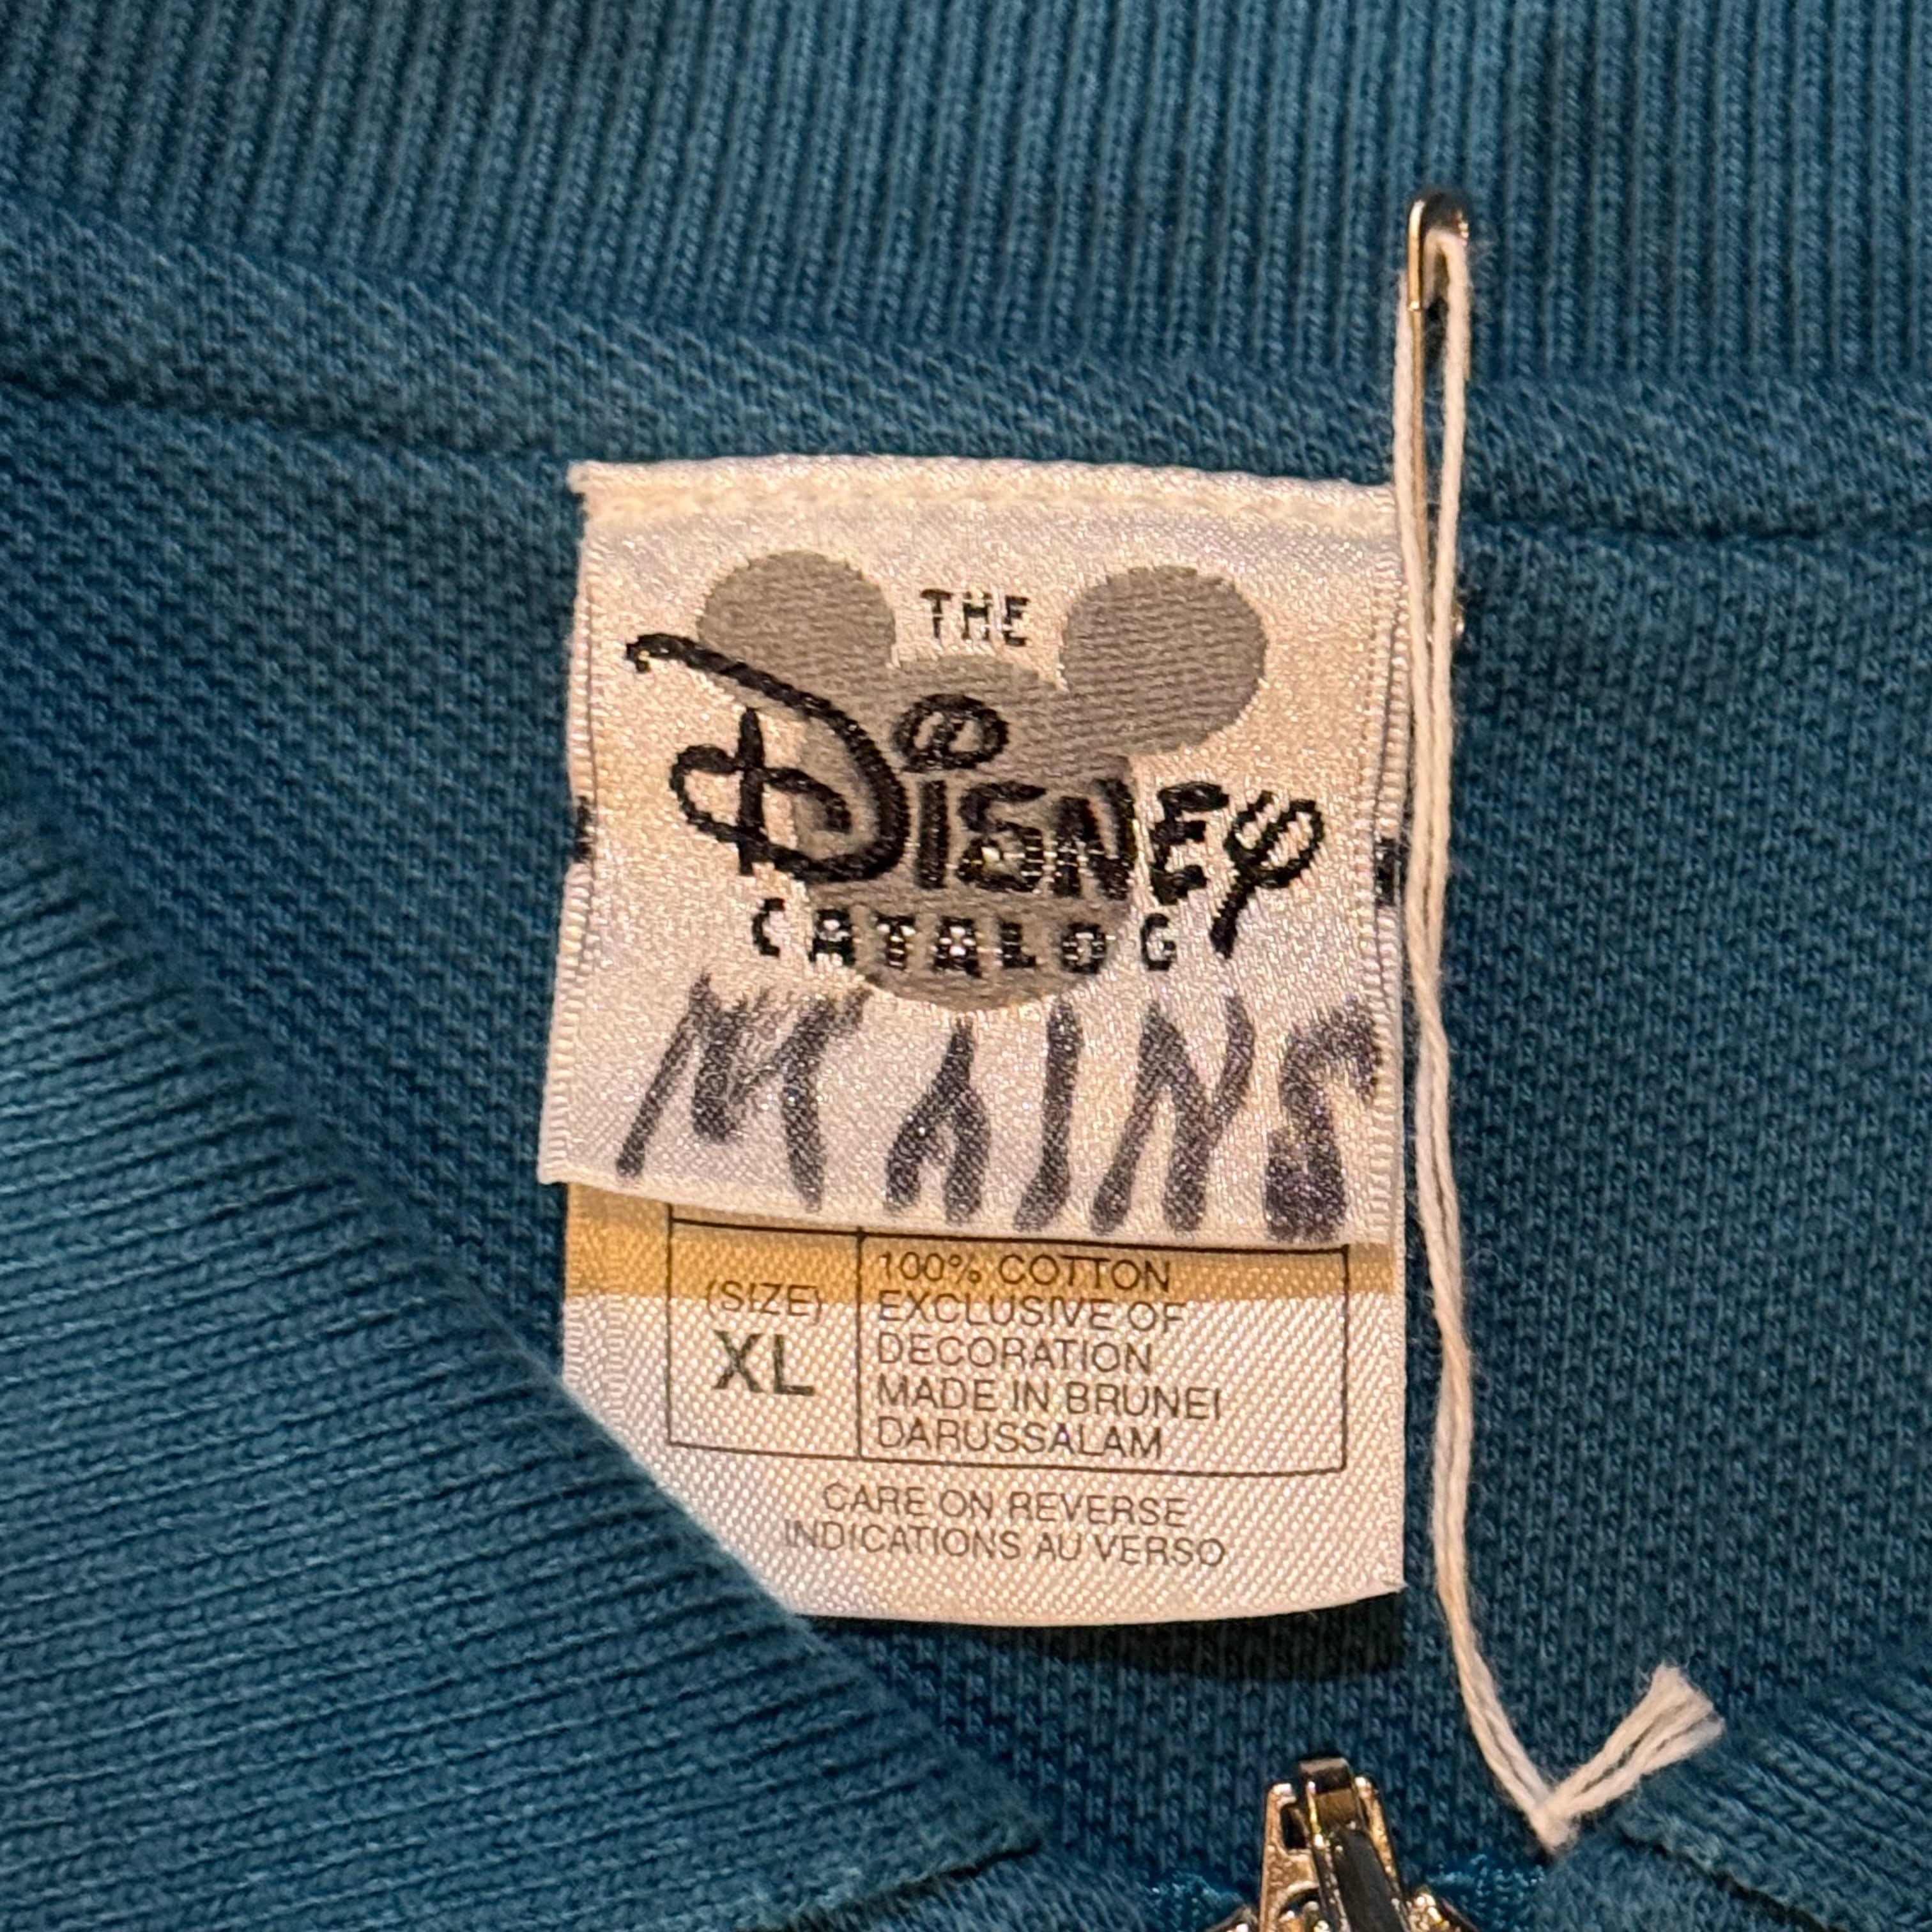 THE
Disney
CATALOG
MAINS
(SIZE)
XL
100% COTTON
EXCLUSIVE OF
DECORATION
MADE IN BRUNEI
DARUSSALAM
CARE ON REVERSE
INDICATIONS AU VERSO